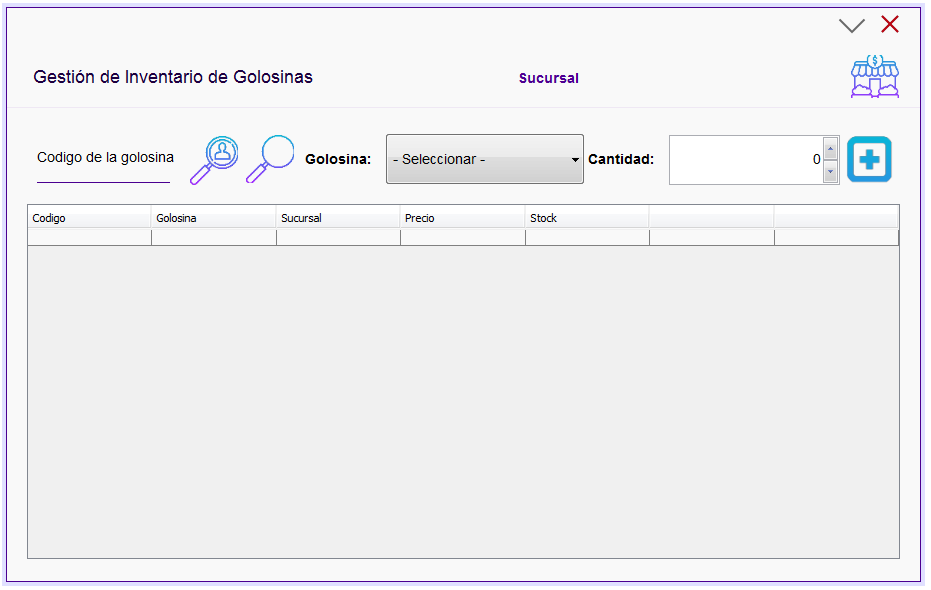 Gestión de Inventario de Golosinas
Sucursal
Codigo de la golosina
Golosina:
- Seleccionar -
Cantidad:
0
Codigo Golosina Sucursal Precio Stock